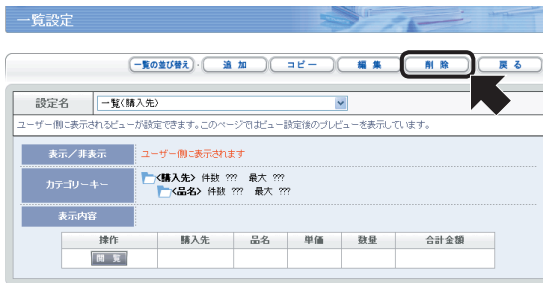 一覧設定
一覧の並び替え 追 加 コピー 編 集 削 除 戻 る
設定名 一覧(購入先)
ユーザー側に表示されるビューが設定できます。このページではビュー設定後のプレビューを表示しています。
表示／非表示 ユーザー側に表示されます
カテゴリーキー <購入先> 件数 ??? 最大 ???
<品名> 件数 ??? 最大 ???
表示内容
操作 購入先 品名 単価 数量 合計金額
閲 覧